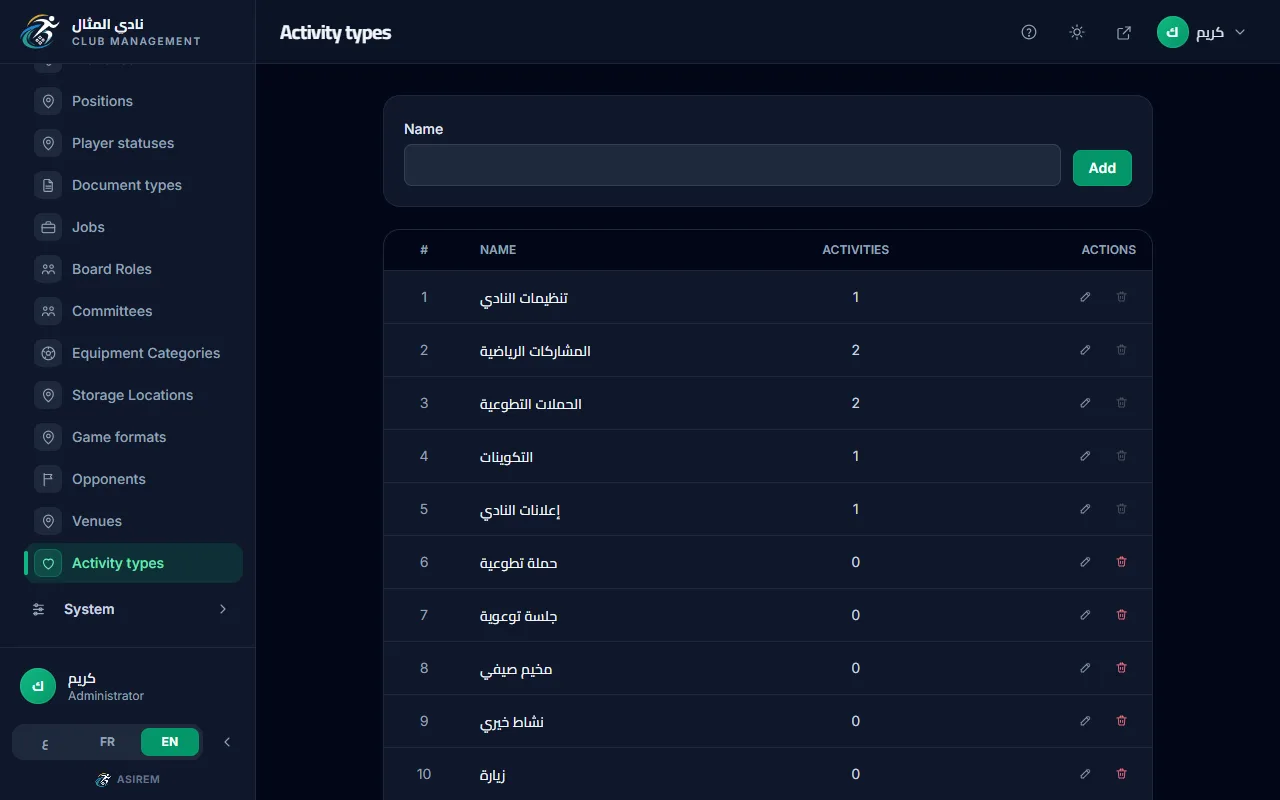 نادي المثال
CLUB MANAGEMENT
Activity types
ك
كريم
Positions
Player statuses
Document types
Jobs
Board Roles
Committees
Equipment Categories
Storage Locations
Game formats
Opponents
Venues
Activity types
System
ك
كريم
Administrator
ع FR EN
ASIREM
Name
Add
# NAME ACTIVITIES ACTIONS
1 تنظيمات النادي 1
2 المشاركات الرياضية 2
3 الحملات التطوعية 2
4 التكوينات 1
5 إعلانات النادي 1
6 حملة تطوعية 0
7 جلسة توعوية 0
8 مخيم صيفي 0
9 نشاط خيري 0
10 زيارة 0